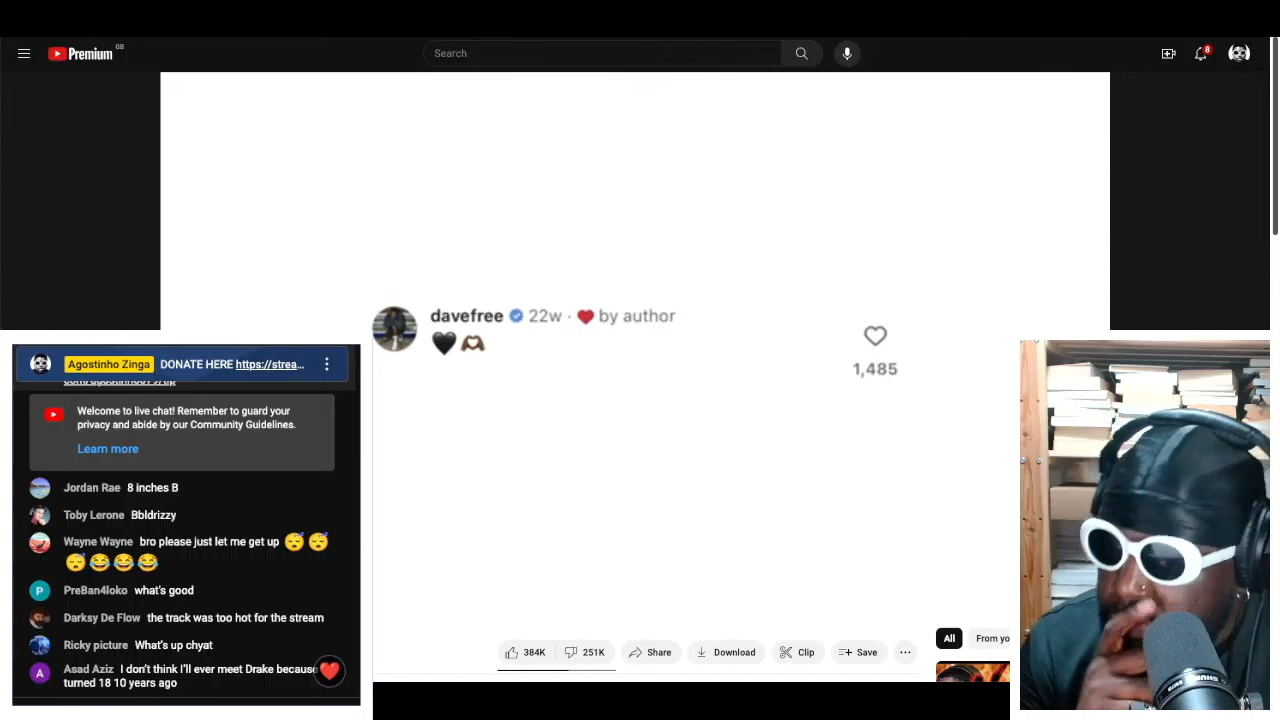 Premium GB
Search
8
davefree 22w · ❤️ by author
🖤 🫶🏾
1,485
Agostinho Zinga DONATE HERE https://strea...
com/agostinho679/tip
Welcome to live chat! Remember to guard your
privacy and abide by our Community Guidelines.
Learn more
Jordan Rae 8 inches B
Toby Lerone Bbldrizzy
Wayne Wayne bro please just let me get up 😴 😴
😴 😂 😂 😂
P
PreBan4loko what's good
Darksy De Flow the track was too hot for the stream
Ricky picture What's up chyat
A
Asad Aziz I don't think I'll ever meet Drake because
turned 18 10 years ago
384K 251K Share Download Clip Save ...
All From yo